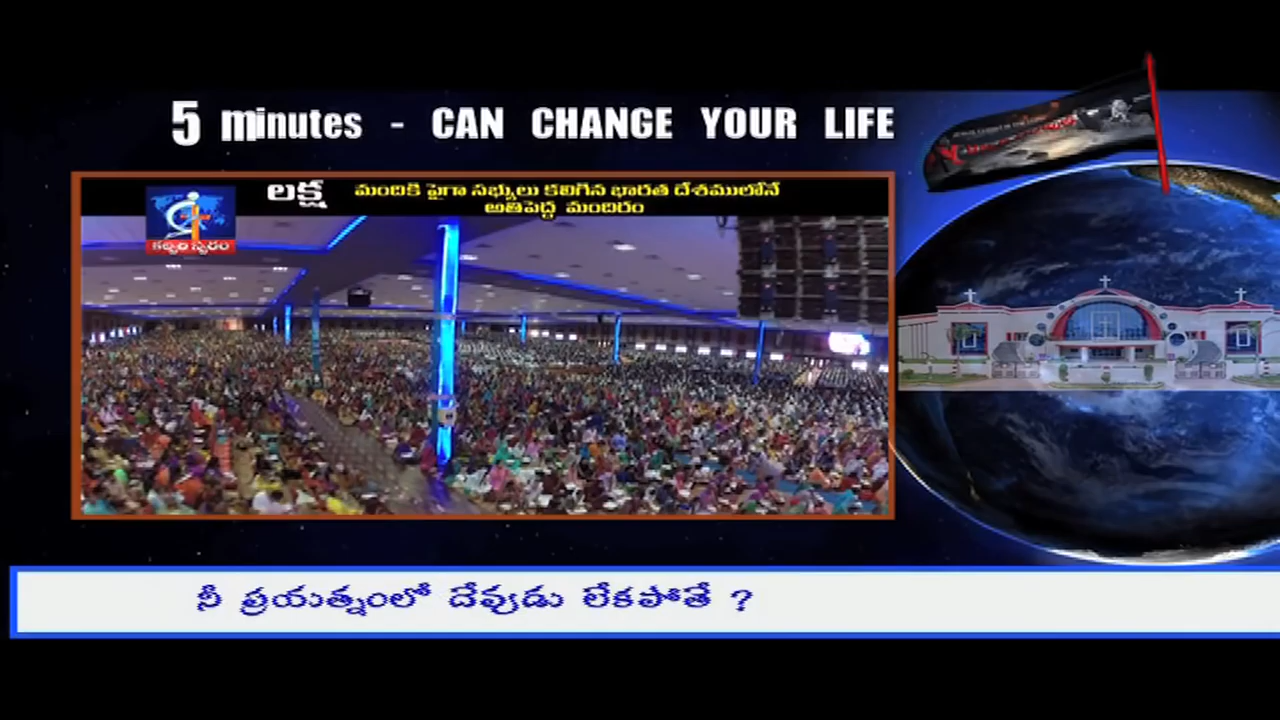 5 minutes - CAN CHANGE YOUR LIFE
లక్ష మందికి పైగా సభ్యులు కలిగిన భారత దేశములోనే
అతిపెద్ద మందిరం
కల్వరి స్వరం
నీ ప్రయత్నంలో దేవుడు లేకపోతే ?